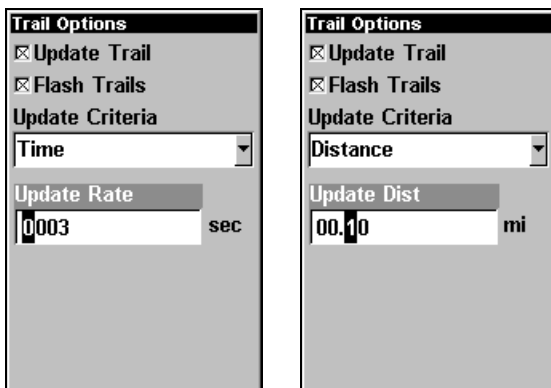 Trail Options
Update Trail
Flash Trails
Update Criteria
Time
Update Rate
0003 sec
Trail Options
Update Trail
Flash Trails
Update Criteria
Distance
Update Dist
00.10 mi